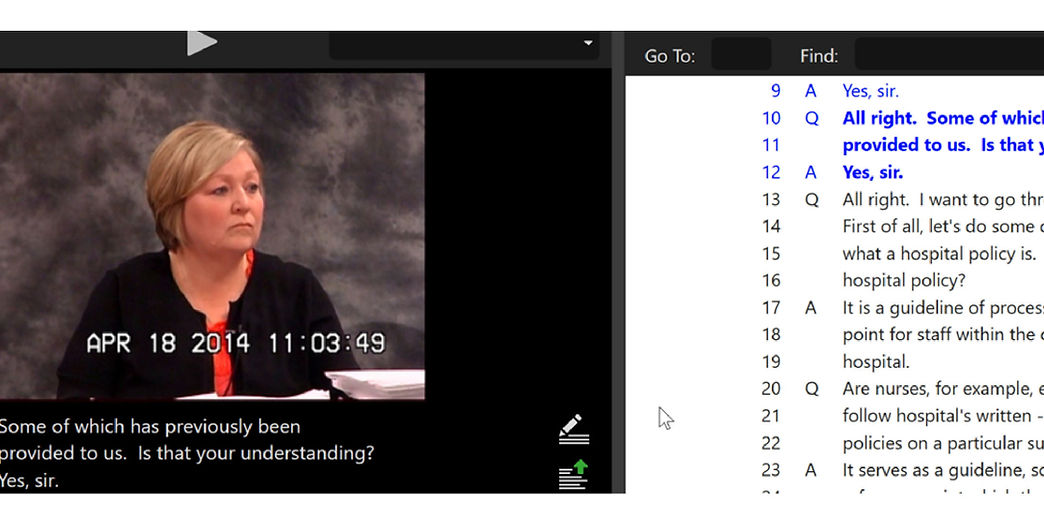 Go To:
Find:
APR 18 2014 11:03:49
Some of which has previously been
provided to us.  Is that your understanding?
Yes, sir.
9 A Yes, sir.
10 Q All right.  Some of which
11 provided to us.  Is that y
12 A Yes, sir.
13 Q All right.  I want to go thr
14 First of all, let's do some
15 what a hospital policy is.
16 hospital policy?
17 A It is a guideline of proces
18 point for staff within the
19 hospital.
20 Q Are nurses, for example, e
21 follow hospital's written -
22 policies on a particular su
23 A It serves as a guideline, so